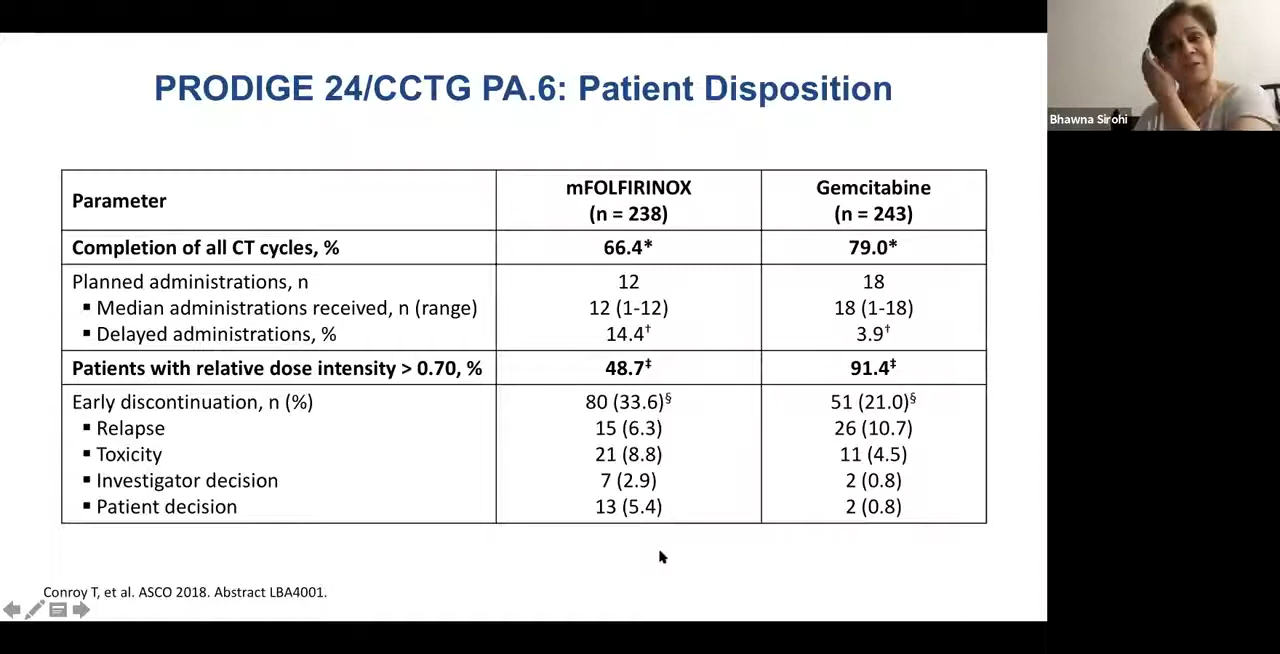 PRODIGE 24/CCTG PA.6: Patient Disposition
Bhawna Sirohi
Parameter mFOLFIRINOX (n = 238) Gemcitabine (n = 243)
Completion of all CT cycles, % 66.4* 79.0*
Planned administrations, n 12 18
▪ Median administrations received, n (range) 12 (1-12) 18 (1-18)
▪ Delayed administrations, % 14.4† 3.9†
Patients with relative dose intensity > 0.70, % 48.7‡ 91.4‡
Early discontinuation, n (%) 80 (33.6)§ 51 (21.0)§
▪ Relapse 15 (6.3) 26 (10.7)
▪ Toxicity 21 (8.8) 11 (4.5)
▪ Investigator decision 7 (2.9) 2 (0.8)
▪ Patient decision 13 (5.4) 2 (0.8)
Conroy T, et al. ASCO 2018. Abstract LBA4001.